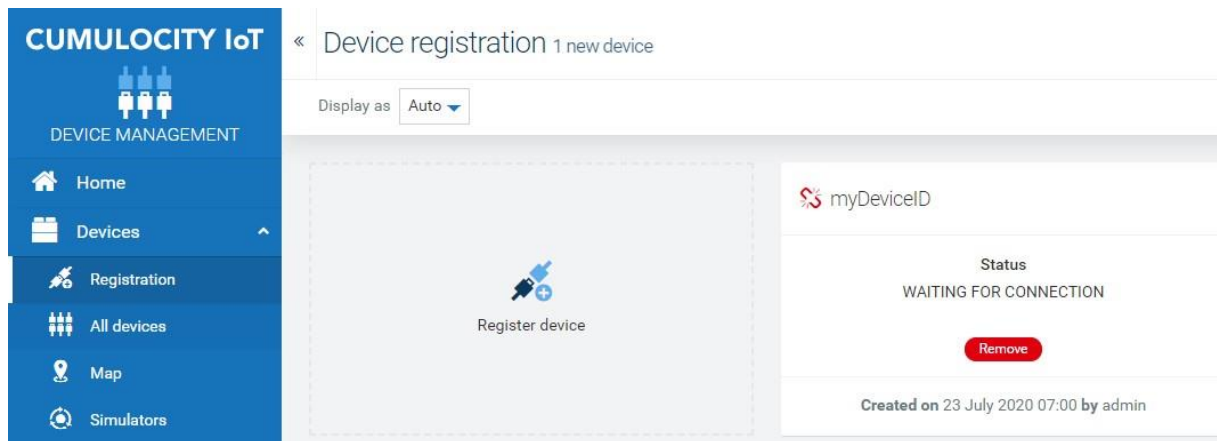 CUMULOCITY IoT
DEVICE MANAGEMENT
Home
Devices
Registration
All devices
Map
Simulators
Device registration 1 new device
Display as Auto
Register device
myDeviceID
Status
WAITING FOR CONNECTION
Remove
Created on 23 July 2020 07:00 by admin